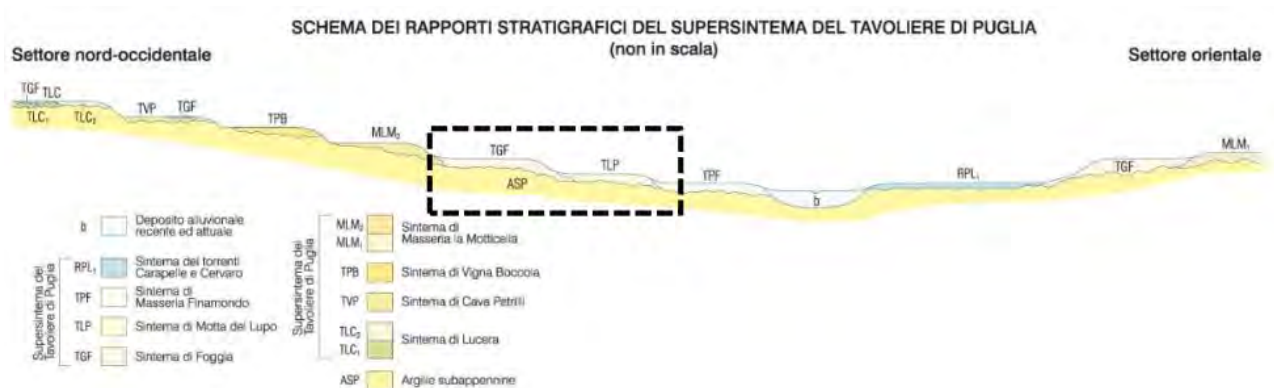 SCHEMA DEI RAPPORTI STRATIGRAFICI DEL SUPERSINTEMA DEL TAVOLIERE DI PUGLIA
(non in scala)
Settore nord-occidentale
Settore orientale
TGF TLC
TLC₁ TLC₂
TVP
TGF
TPB
MLM₂
TGF
TLP
ASP
TPF
b
RPL₁
TGF
MLM₁
b Deposito alluvionale
recente ed attuale
Supersintema del
Tavoliere di Puglia
RPL₁ Sintema dei torrenti
Carapelle e Cervaro
TPF Sintema di
Masseria Finamondo
TLP Sintema di Motta del Lupo
TGF Sintema di Foggia
Supersintema del
Tavoliere di Puglia
MLM₂ Sintema di
MLM₁ Masseria la Motticella
TPB Sintema di Vigna Boccola
TVP Sintema di Cava Petrilli
TLC₂
TLC₁ Sintema di Lucera
ASP Argille subappennine